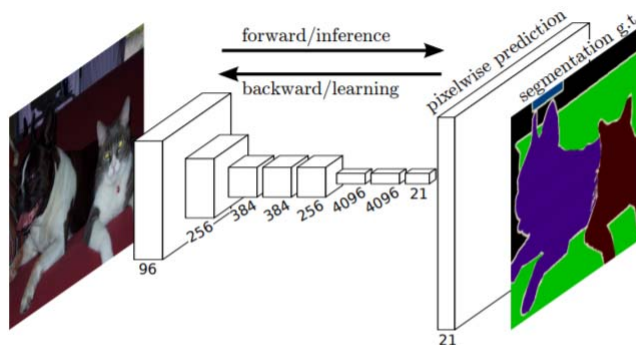 forward/inference
backward/learning
pixelwise prediction
segmentation g.t.
96
256
384
384
256
4096
4096
21
21